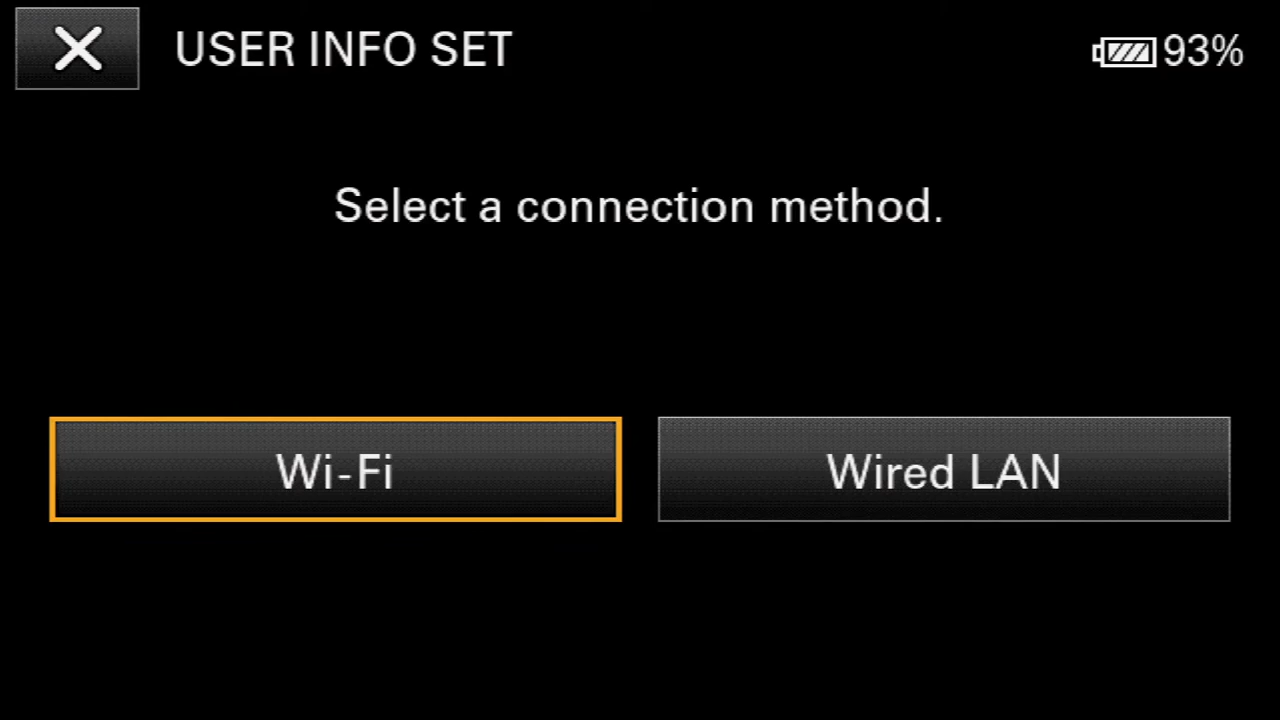 USER INFO SET
93%
Select a connection method.
Wi-Fi
Wired LAN